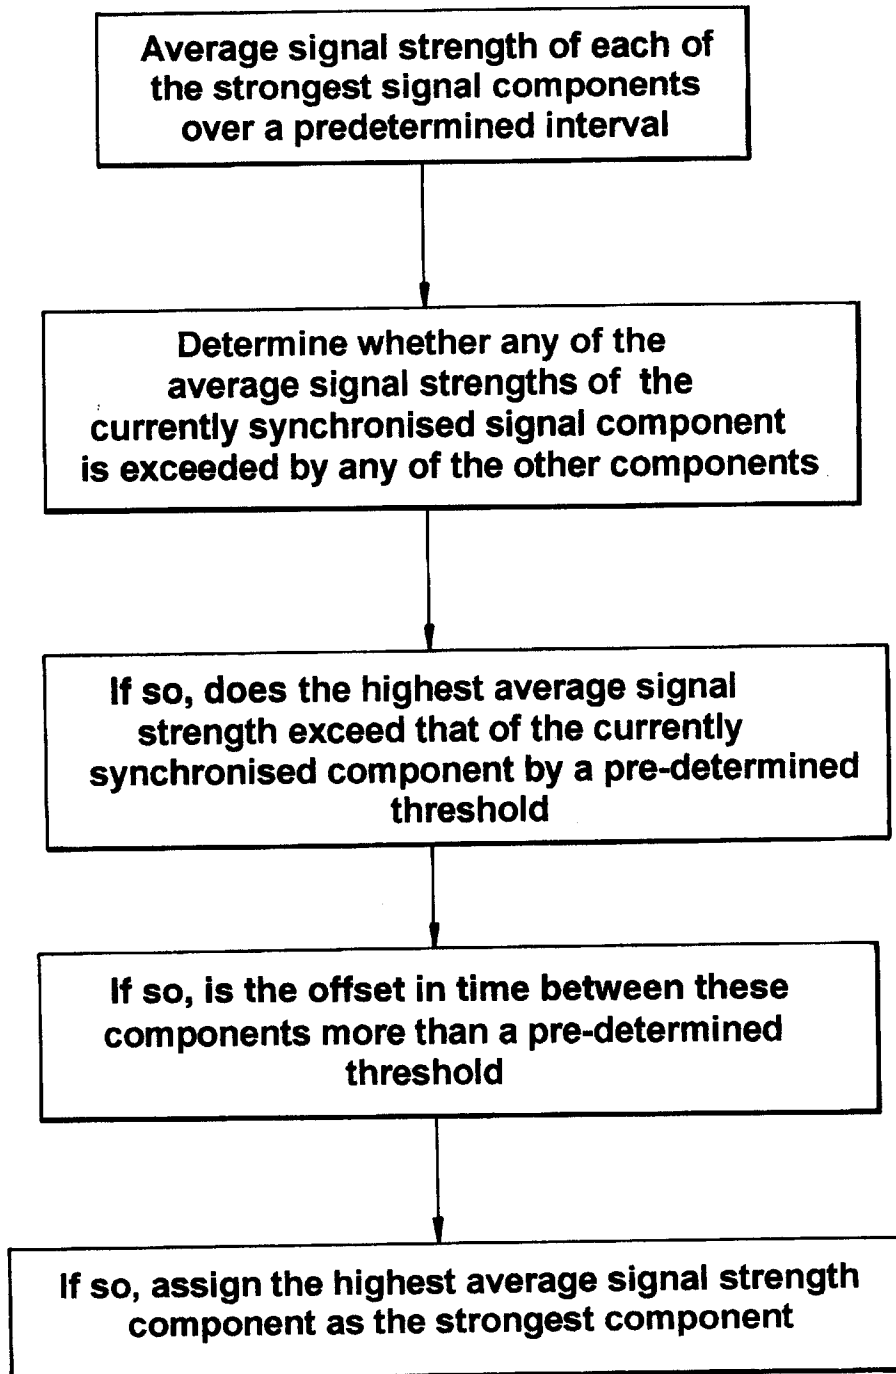 Average signal strength of each of
the strongest signal components
over a predetermined interval
Determine whether any of the
average signal strengths of the
currently synchronised signal component
is exceeded by any of the other components
If so, does the highest average signal
strength exceed that of the currently
synchronised component by a pre-determined
threshold
If so, is the offset in time between these
components more than a pre-determined
threshold
If so, assign the highest average signal strength
component as the strongest component